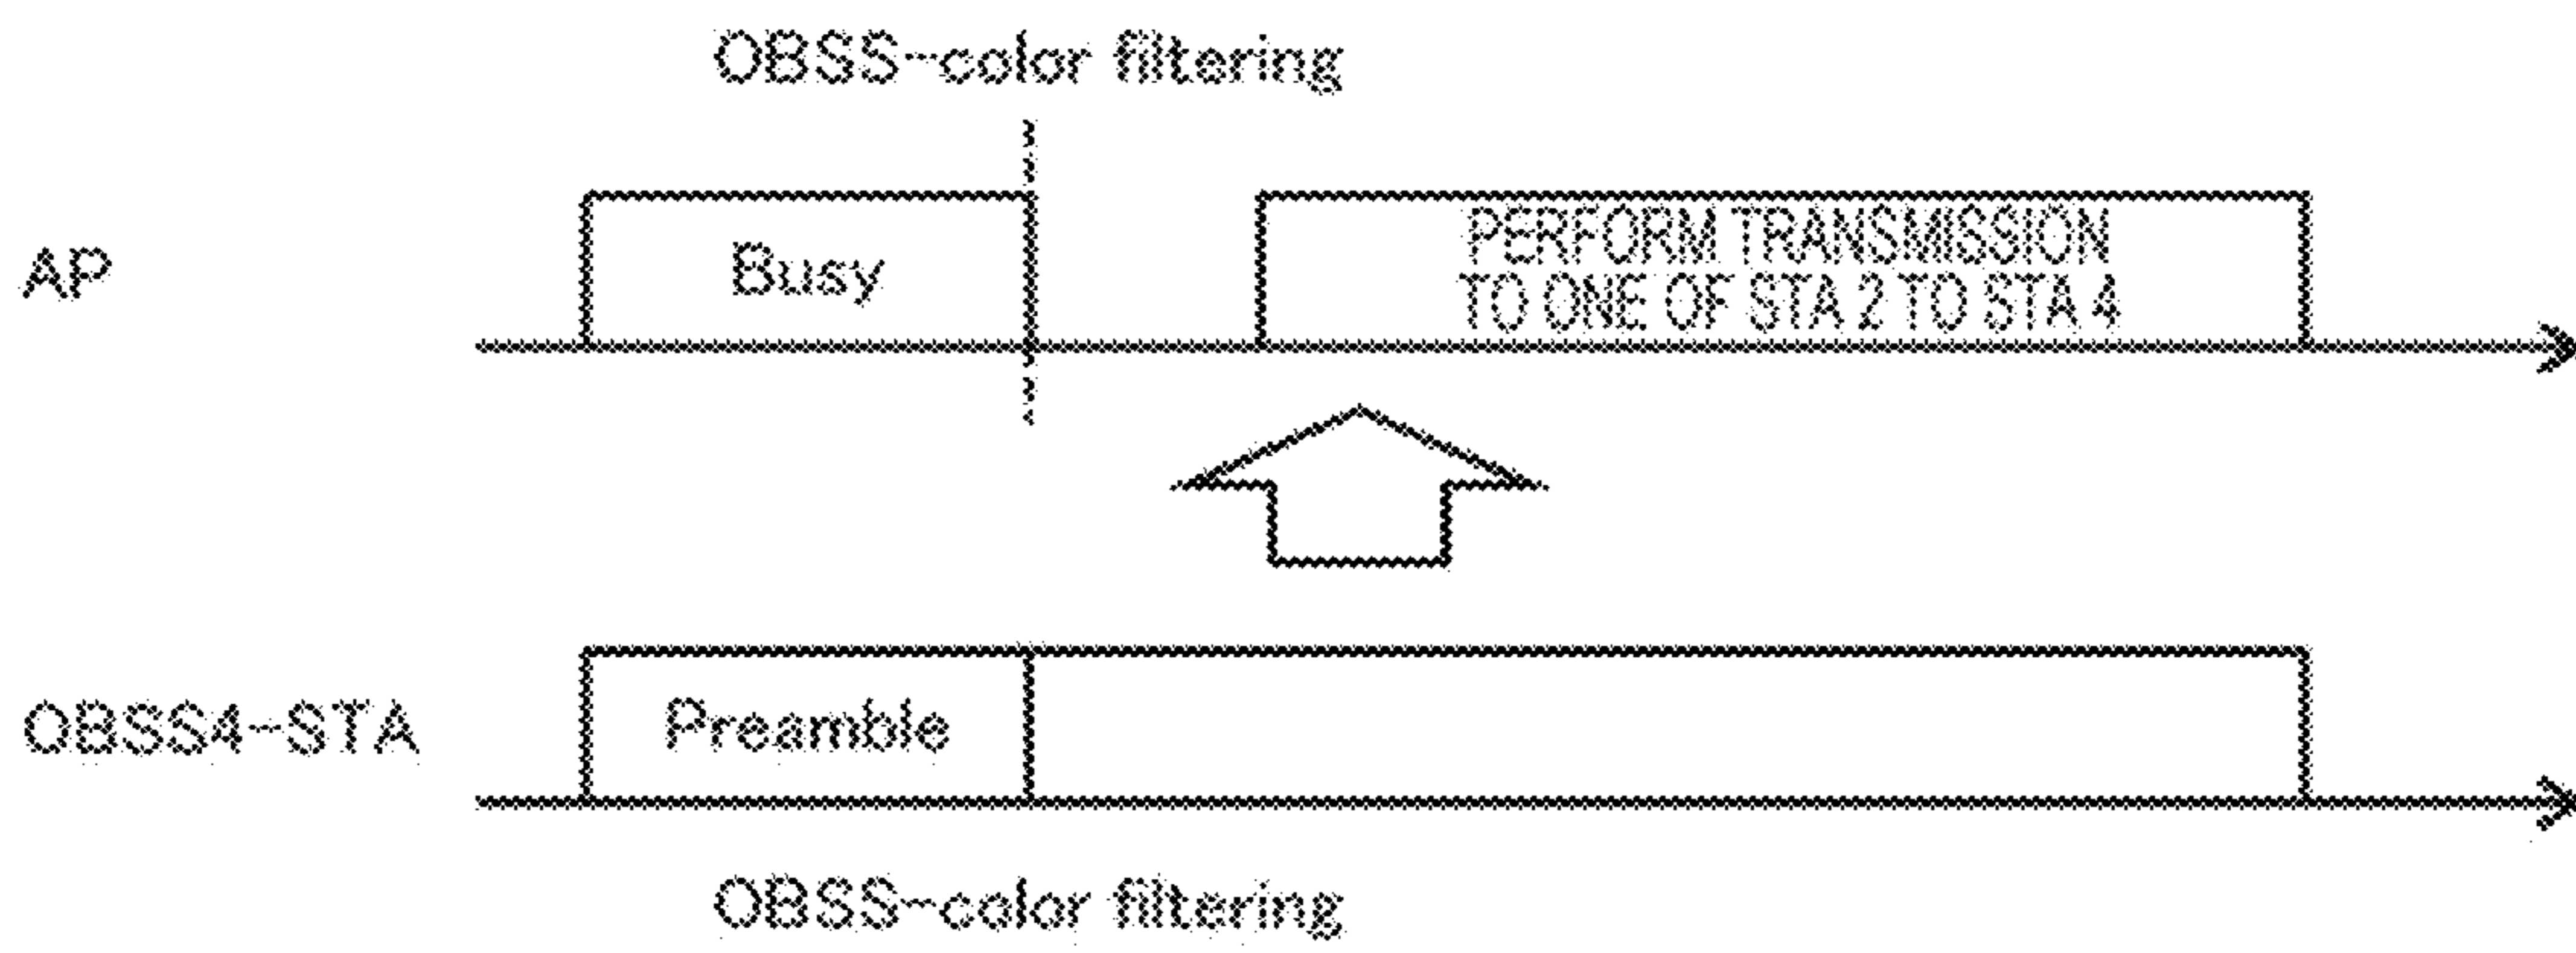 OBSS-color filtering
AP
Busy
PERFORM TRANSMISSION
TO ONE OF STA 2 TO STA 4
OBSS4-STA
Preamble
OBSS-color filtering